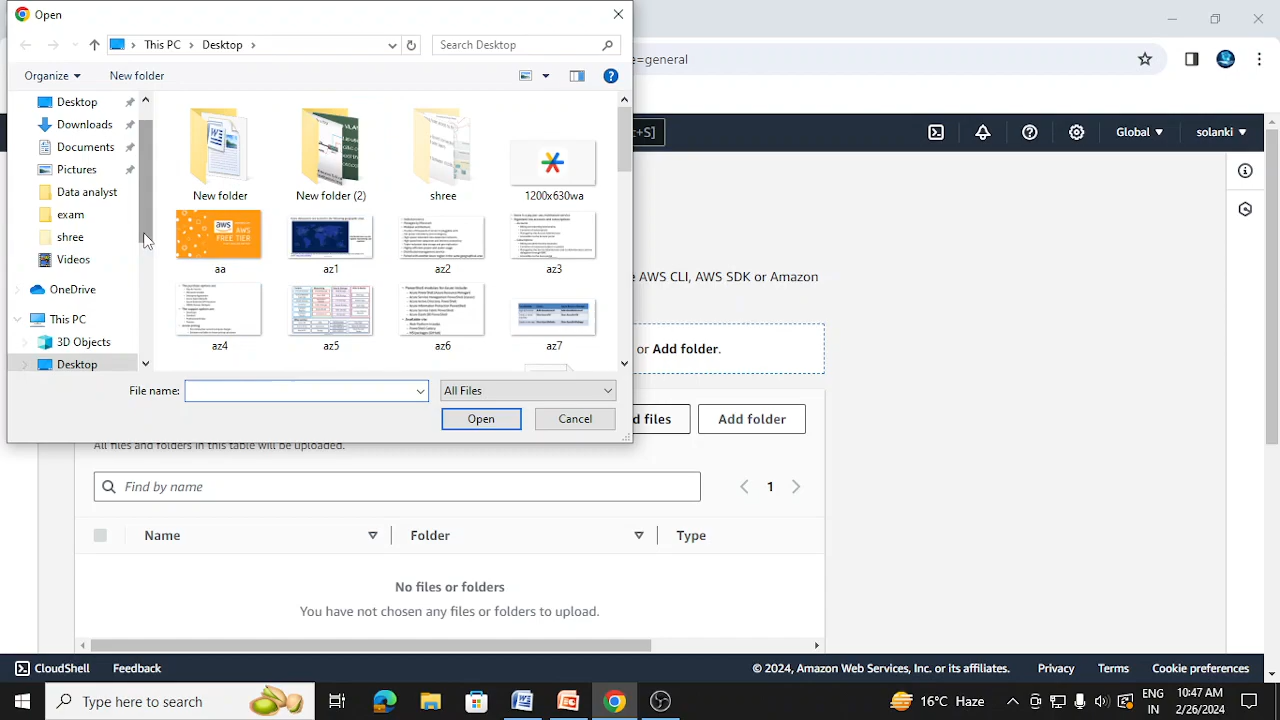 Open
This PC
Desktop
Search Desktop
=general
Organize
New folder
Desktop
Downloads
Documents
Pictures
Data analyst
exam
shree
Videos
OneDrive
This PC
3D Objects
Desktop
New folder
New folder (2)
shree
1200x630wa
aws
AWS
FREE TIER
aa
az1
az2
az3
az4
az5
az6
az7
File name:
All Files
Open
Cancel
+S]
Global
solanki
e AWS CLI, AWS SDK or Amazon
or Add folder.
d files
Add folder
All files and folders in this table will be uploaded.
Find by name
1
Name
Folder
Type
No files or folders
You have not chosen any files or folders to upload.
CloudShell
Feedback
© 2024, Amazon Web Services, Inc. or its affiliates.
Privacy
Terms
Cookie preferences
Type here to search
16°C Haze
ENG
IN
8:47 AM
2/26/2024